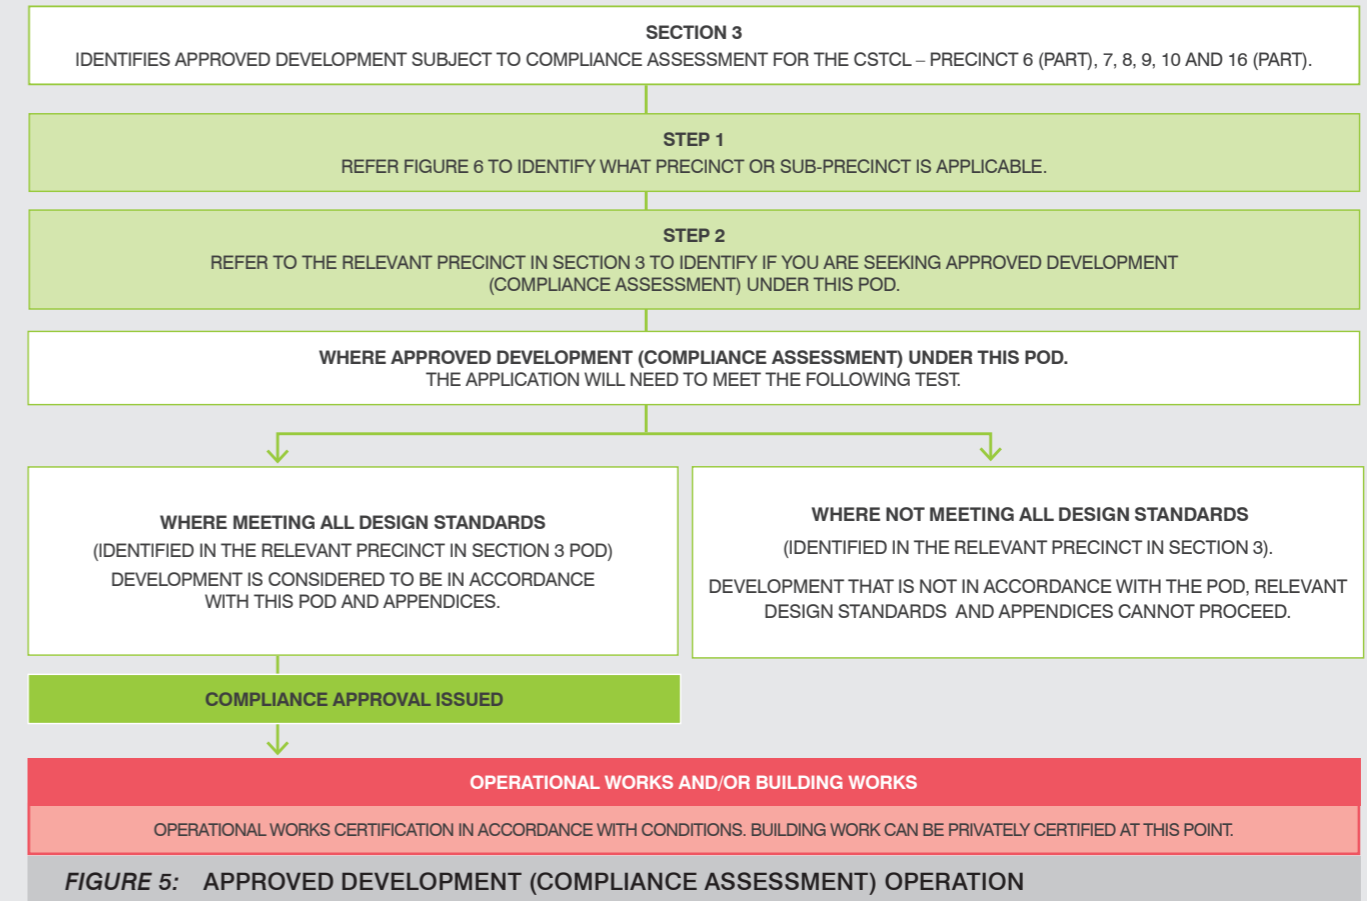 SECTION 3
IDENTIFIES APPROVED DEVELOPMENT SUBJECT TO COMPLIANCE ASSESSMENT FOR THE CSTCL – PRECINCT 6 (PART), 7, 8, 9, 10 AND 16 (PART).
STEP 1
REFER FIGURE 6 TO IDENTIFY WHAT PRECINCT OR SUB-PRECINCT IS APPLICABLE.
STEP 2
REFER TO THE RELEVANT PRECINCT IN SECTION 3 TO IDENTIFY IF YOU ARE SEEKING APPROVED DEVELOPMENT
(COMPLIANCE ASSESSMENT) UNDER THIS POD.
WHERE APPROVED DEVELOPMENT (COMPLIANCE ASSESSMENT) UNDER THIS POD.
THE APPLICATION WILL NEED TO MEET THE FOLLOWING TEST.
WHERE MEETING ALL DESIGN STANDARDS
(IDENTIFIED IN THE RELEVANT PRECINCT IN SECTION 3 POD)
DEVELOPMENT IS CONSIDERED TO BE IN ACCORDANCE
WITH THIS POD AND APPENDICES.
WHERE NOT MEETING ALL DESIGN STANDARDS
(IDENTIFIED IN THE RELEVANT PRECINCT IN SECTION 3).
DEVELOPMENT THAT IS NOT IN ACCORDANCE WITH THE POD, RELEVANT
DESIGN STANDARDS AND APPENDICES CANNOT PROCEED.
COMPLIANCE APPROVAL ISSUED
OPERATIONAL WORKS AND/OR BUILDING WORKS
OPERATIONAL WORKS CERTIFICATION IN ACCORDANCE WITH CONDITIONS. BUILDING WORK CAN BE PRIVATELY CERTIFIED AT THIS POINT.
FIGURE 5: APPROVED DEVELOPMENT (COMPLIANCE ASSESSMENT) OPERATION